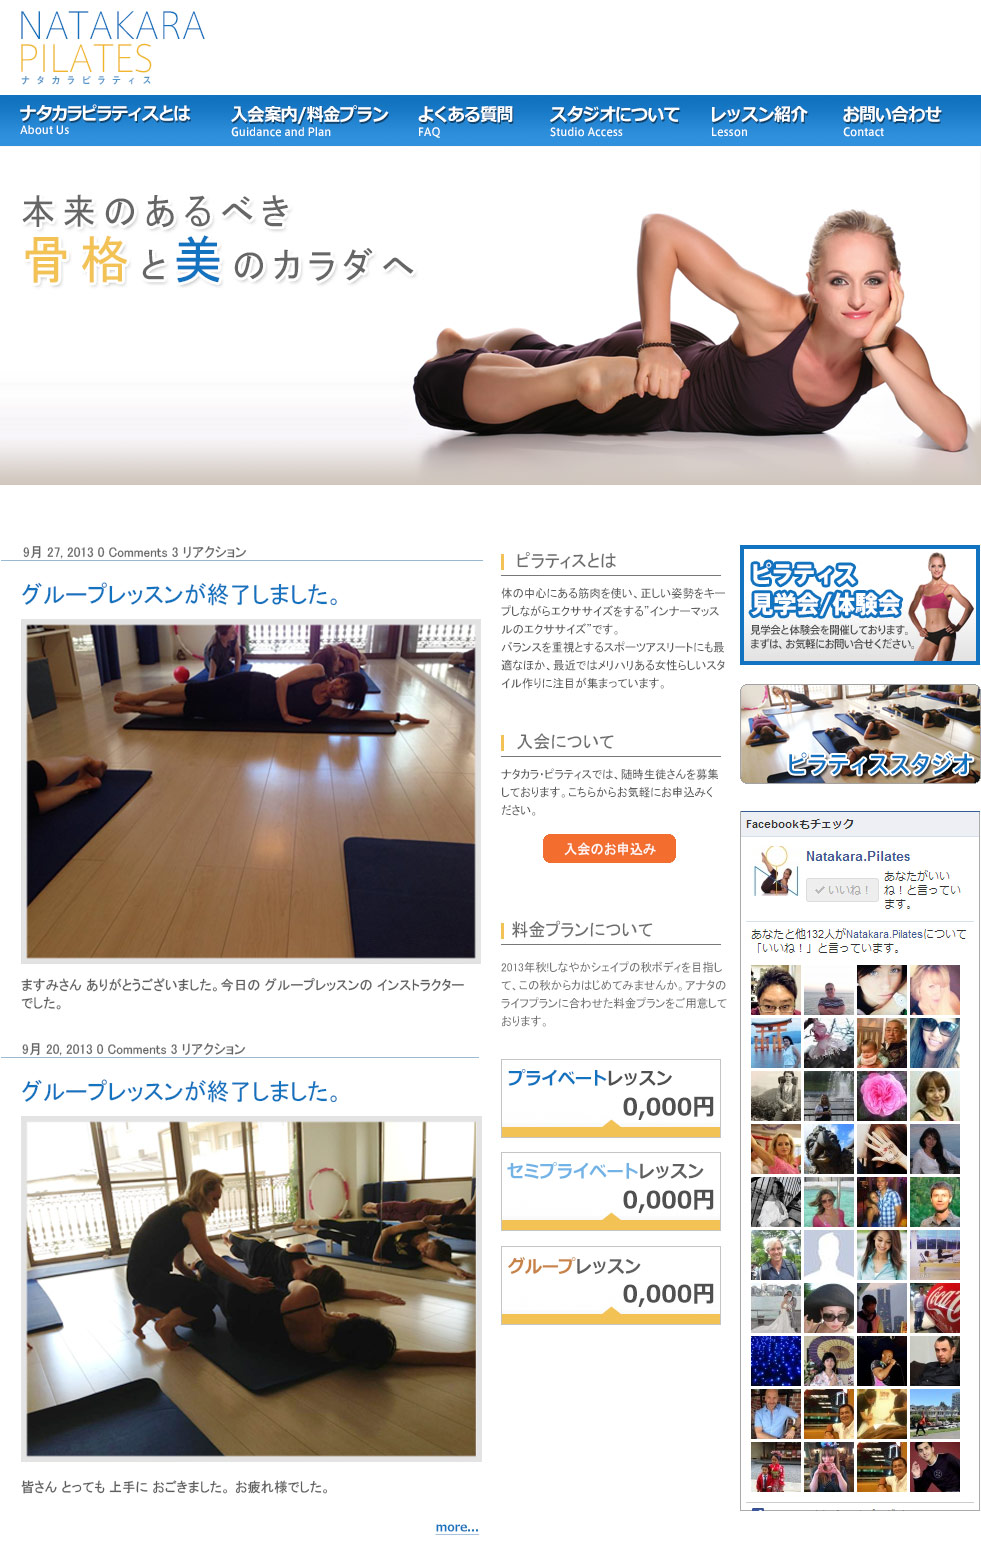 NATAKARA
PILATES
ナタカラピラティス
ナタカラピラティスとは
About Us
入会案内/料金プラン
Guidance and Plan
よくある質問
FAQ
スタジオについて
Studio Access
レッスン紹介
Lesson
お問い合わせ
Contact
本来のあるべき
骨格と美のカラダへ
9月 27, 2013 0 Comments 3 リアクション
グループレッスンが終了しました。
ますみさん ありがとうございました。今日の グループレッスンの インストラクター
でした。
9月 20, 2013 0 Comments 3 リアクション
グループレッスンが終了しました。
皆さん とっても 上手に おごきました。 お疲れ様でした。
more...
ピラティスとは
体の中心にある筋肉を使い、正しい姿勢をキー
プしながらエクササイズをする"インナーマッス
ルのエクササイズ"です。
バランスを重視とするスポーツアスリートにも最
適なほか、最近ではメリハリある女性らしいスタ
イル作りに注目が集まっています。
入会について
ナタカラ・ピラティスでは、随時生徒さんを募集
しております。こちらからお気軽にお申込みく
ださい。
入会のお申込み
料金プランについて
2013年秋!しなやかシェイプの秋ボディを目指し
て、この秋からカはじめてみませんか。アナタの
ライフプランに合わせた料金プランをご用意して
おります。
プライベートレッスン
0,000円
セミプライベートレッスン
0,000円
グループレッスン
0,000円
ピラティス
見学会/体験会
見学会と体験会を開催しております。
まずは、お気軽にお問い合せください。
ピラティススタジオ
Facebookもチェック
Natakara.Pilates
いいね！
あなたがいい
ね！と言ってい
ます。
あなたと他132人がNatakara.Pilatesについて
「いいね！」と言っています。